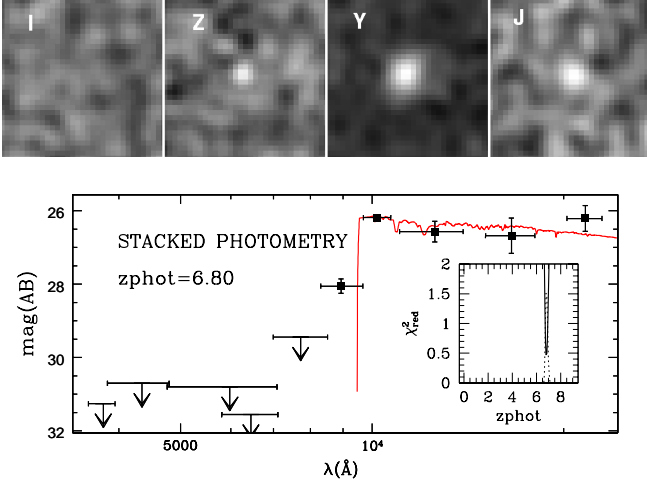 I Z Y J
26
28
30
32
mag(AB)
STACKED PHOTOMETRY
zphot=6.80
2
1.5
1
0.5
0
χ²red
0 2 4 6 8
zphot
5000 10⁴
λ(Å)